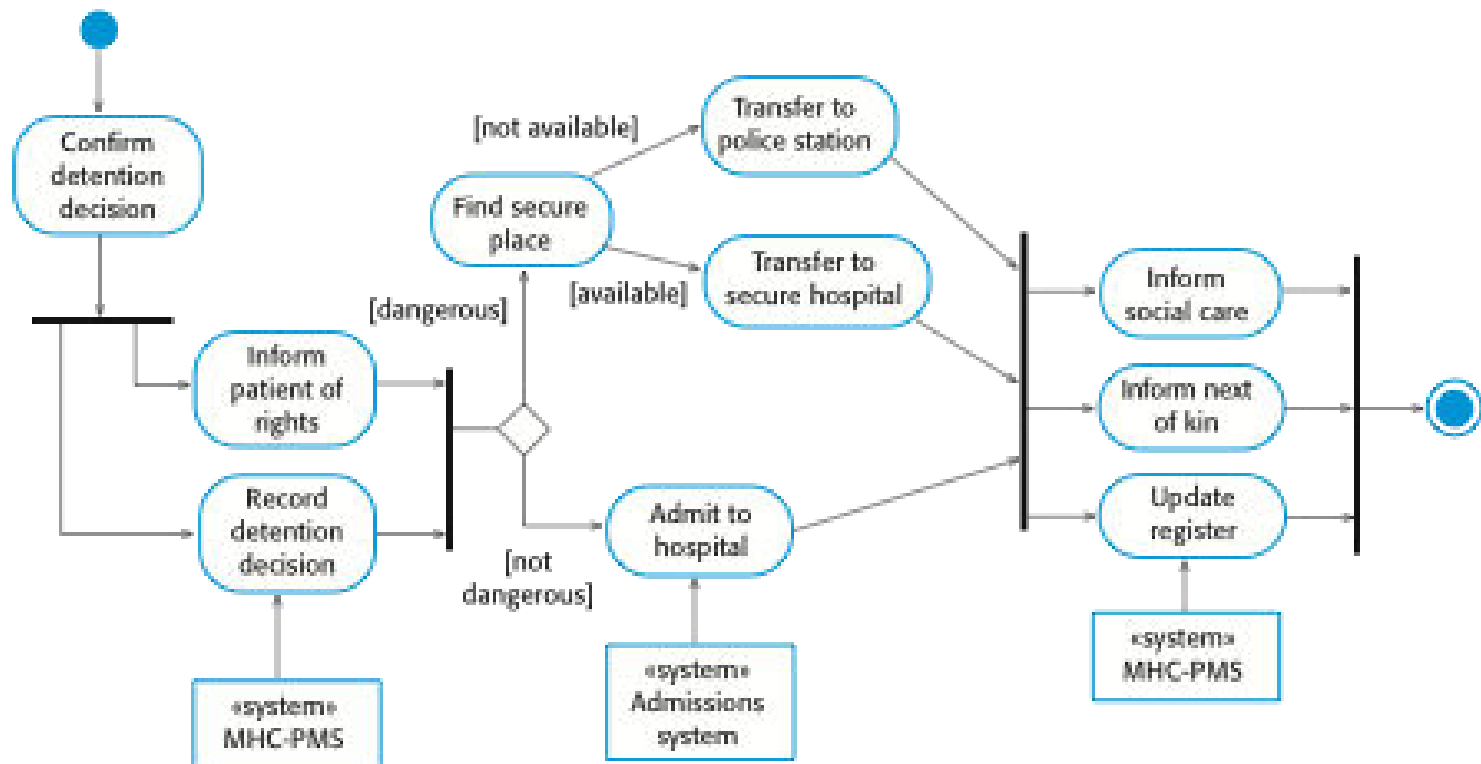 Confirm
detention
decision
Inform
patient of
rights
Record
detention
decision
«system»
MHC-PMS
[dangerous]
[not
dangerous]
Find secure
place
[not available]
[available]
Transfer to
police station
Transfer to
secure hospital
Admit to
hospital
«system»
Admissions
system
Inform
social care
Inform next
of kin
Update
register
«system»
MHC-PMS